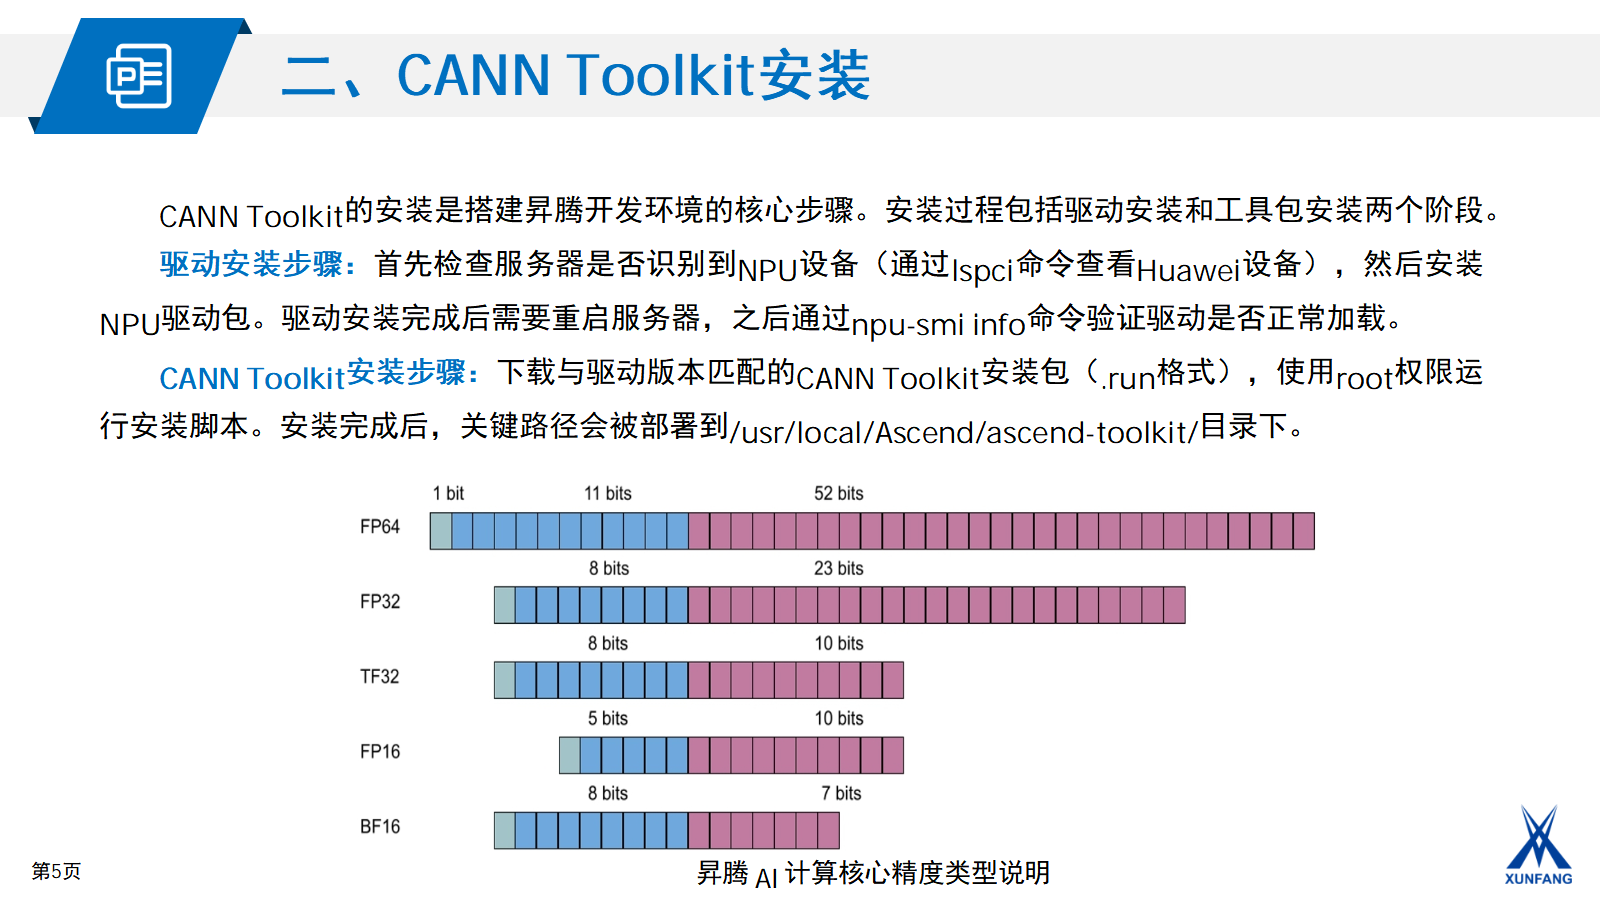 二、CANN Toolkit安装
CANN Toolkit的安装是搭建昇腾开发环境的核心步骤。安装过程包括驱动安装和工具包安装两个阶段。
驱动安装步骤：首先检查服务器是否识别到NPU设备（通过lspci命令查看Huawei设备），然后安装
NPU驱动包。驱动安装完成后需要重启服务器，之后通过npu-smi info命令验证驱动是否正常加载。
CANN Toolkit安装步骤：下载与驱动版本匹配的CANN Toolkit安装包（.run格式），使用root权限运
行安装脚本。安装完成后，关键路径会被部署到/usr/local/Ascend/ascend-toolkit/目录下。
1 bit 11 bits 52 bits
FP64
8 bits 23 bits
FP32
8 bits 10 bits
TF32
5 bits 10 bits
FP16
8 bits 7 bits
BF16
昇腾 AI 计算核心精度类型说明
第5页
XUNFANG